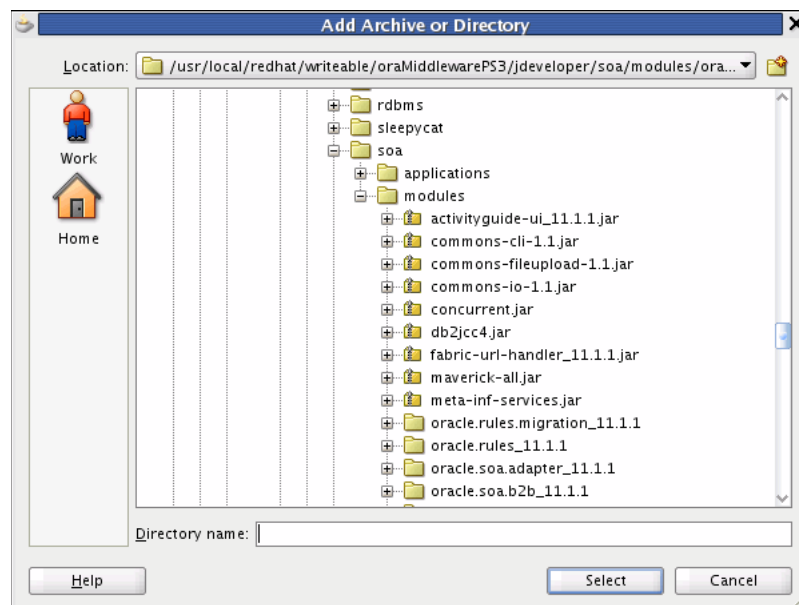 Add Archive or Directory
Location: /usr/local/redhat/writeable/oraMiddlewarePS3/jdeveloper/soa/modules/ora...
Work
Home
rdbms
sleepycat
soa
applications
modules
activityguide-ui_11.1.1.jar
commons-cli-1.1.jar
commons-fileupload-1.1.jar
commons-io-1.1.jar
concurrent.jar
db2jcc4.jar
fabric-url-handler_11.1.1.jar
maverick-all.jar
meta-inf-services.jar
oracle.rules.migration_11.1.1
oracle.rules_11.1.1
oracle.soa.adapter_11.1.1
oracle.soa.b2b_11.1.1
Directory name:
Help Select Cancel